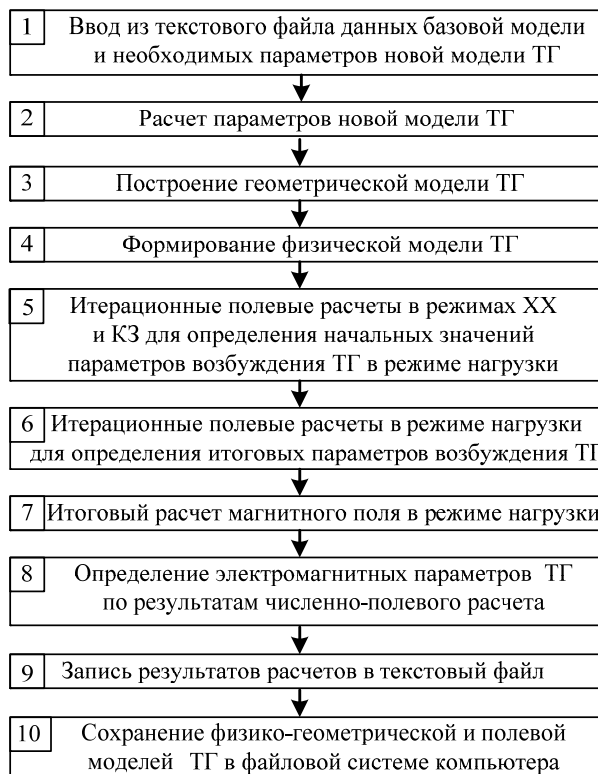 1 Ввод из текстового файла данных базовой модели
и необходимых параметров новой модели ТГ
2 Расчет параметров новой модели ТГ
3 Построение геометрической модели ТГ
4 Формирование физической модели ТГ
5 Итерационные полевые расчеты в режимах ХХ
и КЗ для определения начальных значений
параметров возбуждения ТГ в режиме нагрузки
6 Итерационные полевые расчеты в режиме нагрузки
для определения итоговых параметров возбуждения ТГ
7 Итоговый расчет магнитного поля в режиме нагрузки
8 Определение электромагнитных параметров ТГ
по результатам численно-полевого расчета
9 Запись результатов расчетов в текстовый файл
10 Сохранение физико-геометрической и полевой
моделей ТГ в файловой системе компьютера